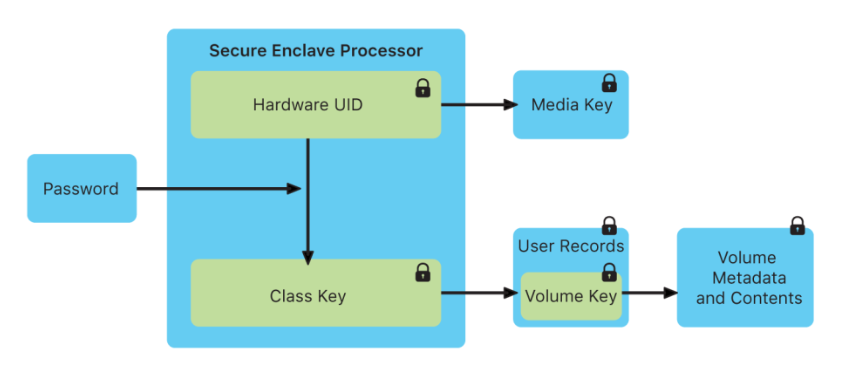 Secure Enclave Processor
Hardware UID
Media Key
Password
Class Key
User Records
Volume Key
Volume
Metadata
and Contents